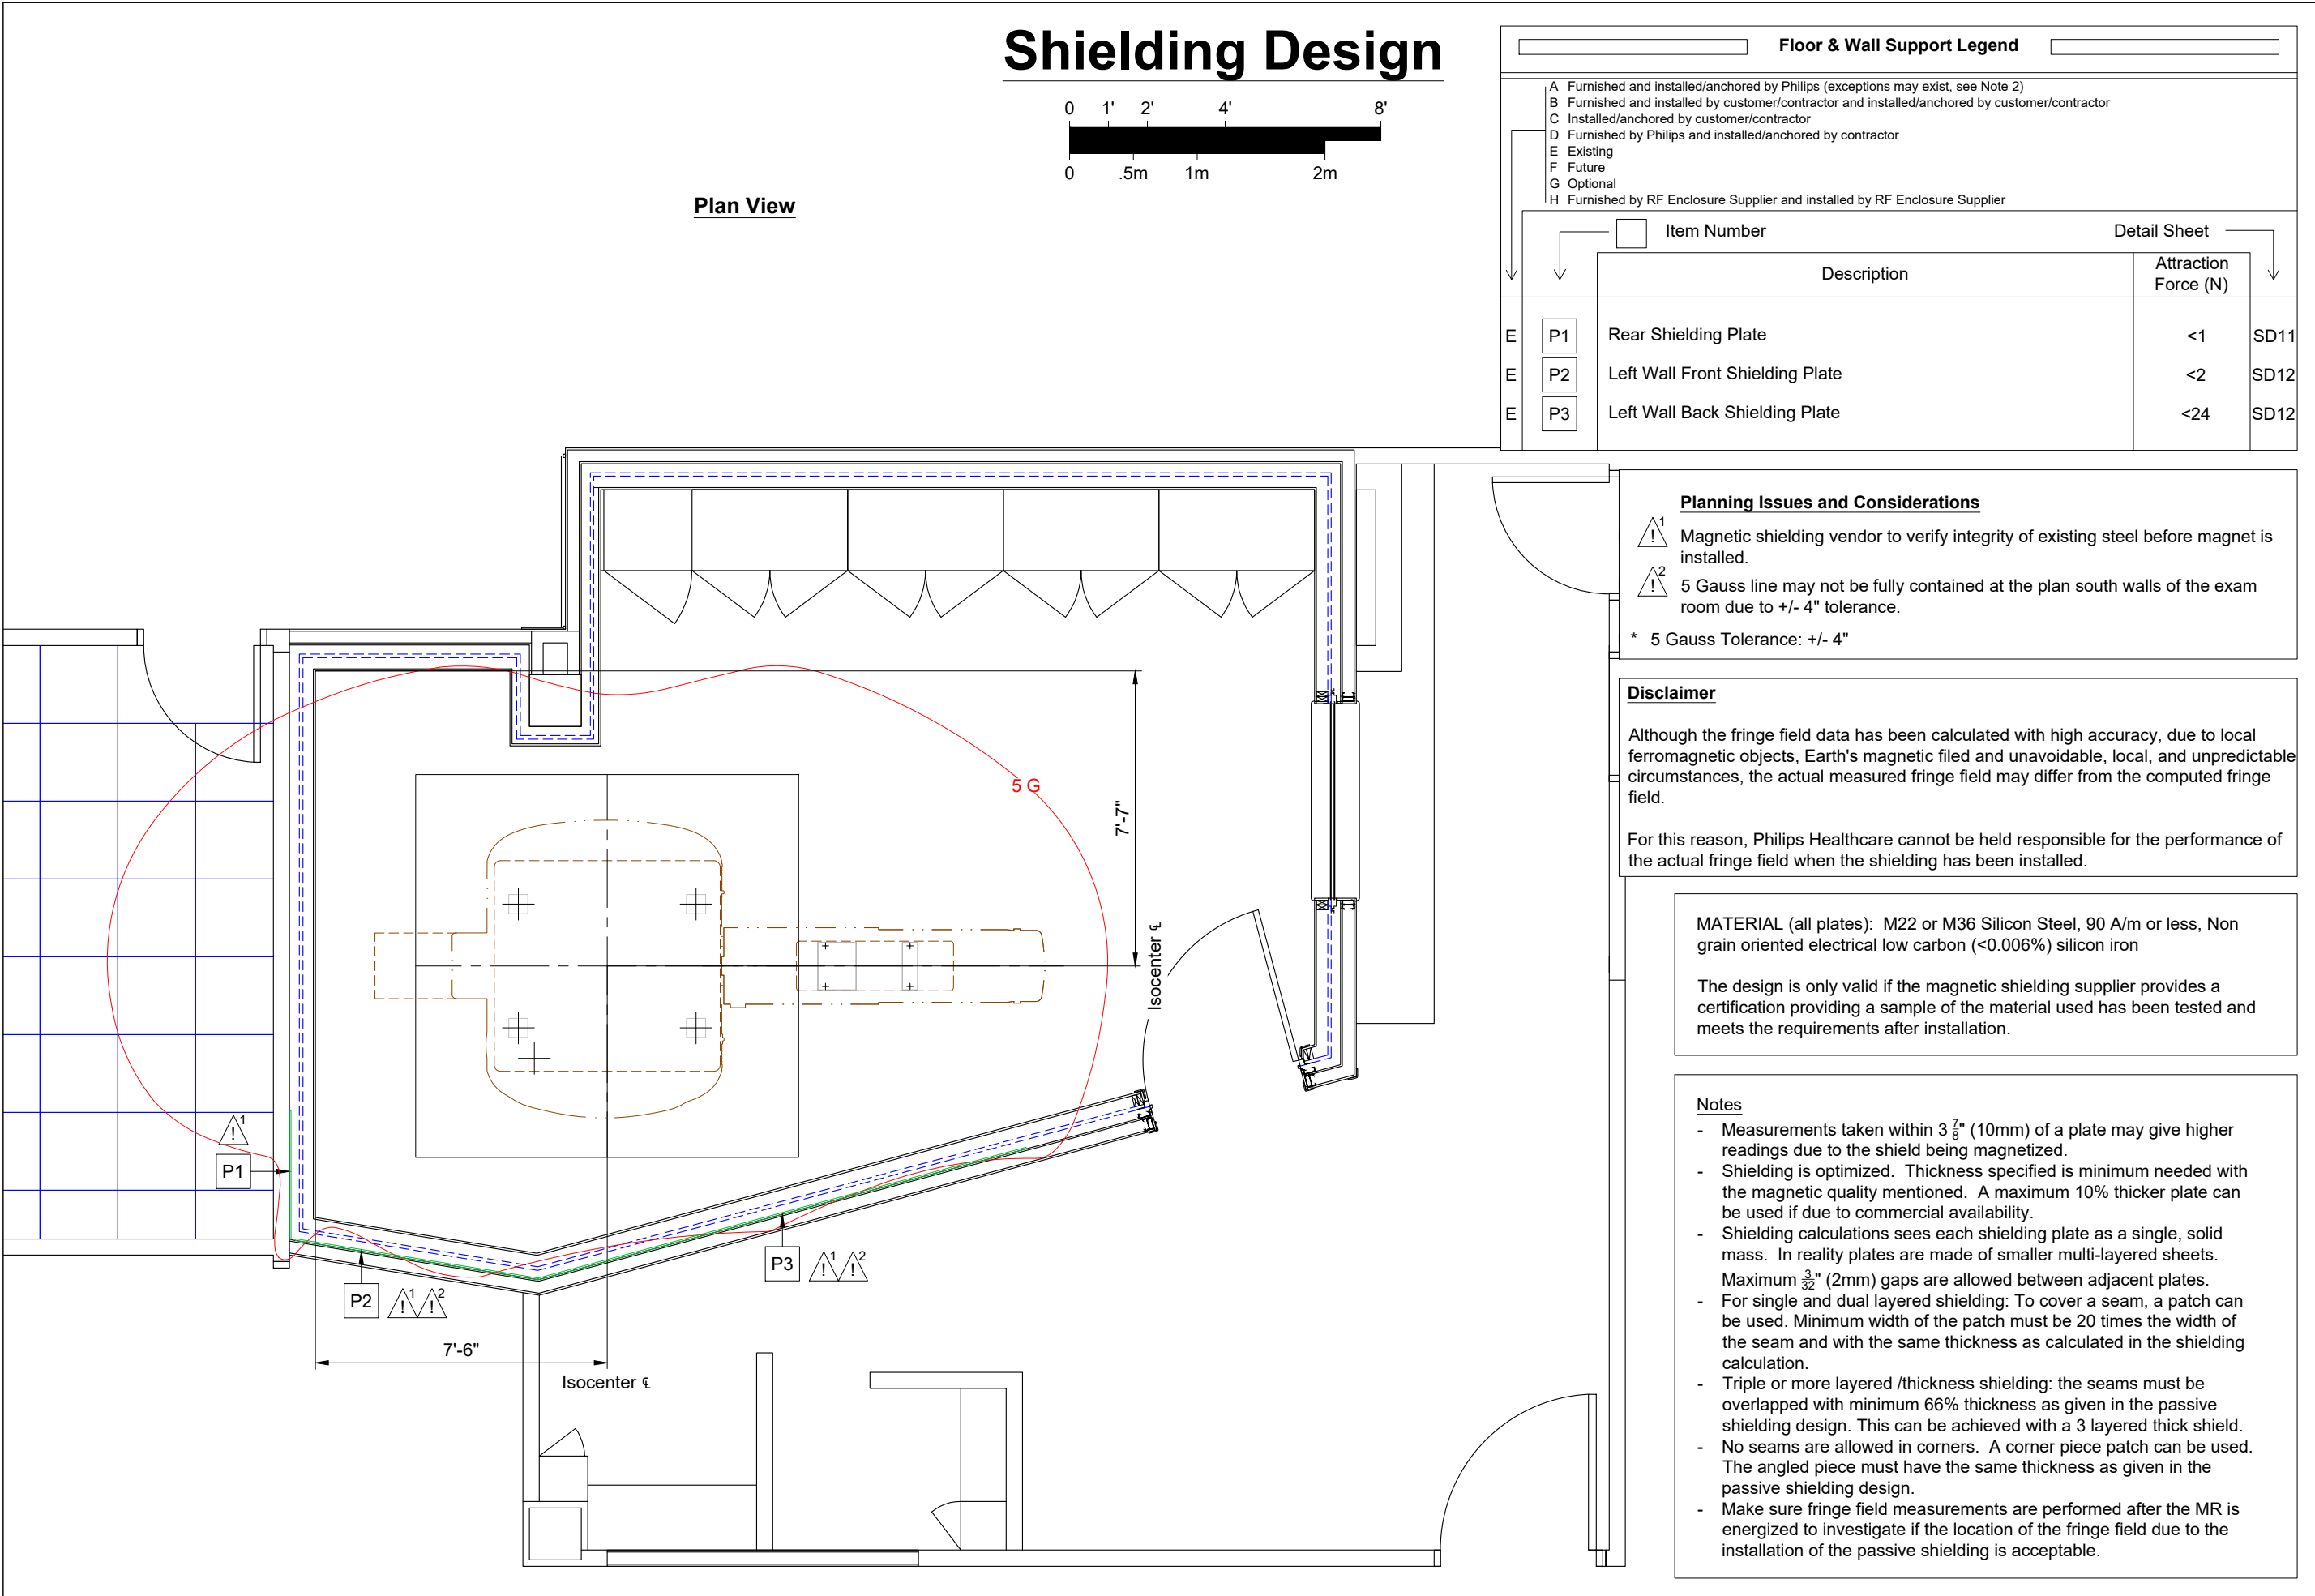 Shielding Design
0 1' 2' 4' 8'
0 .5m 1m 2m
Plan View
Floor & Wall Support Legend
A Furnished and installed/anchored by Philips (exceptions may exist, see Note 2)
B Furnished and installed by customer/contractor and installed/anchored by customer/contractor
C Installed/anchored by customer/contractor
D Furnished by Philips and installed/anchored by contractor
E Existing
F Future
G Optional
H Furnished by RF Enclosure Supplier and installed by RF Enclosure Supplier
Item Number Detail Sheet
Description Attraction
Force (N)
E P1 Rear Shielding Plate <1 SD11
E P2 Left Wall Front Shielding Plate <2 SD12
E P3 Left Wall Back Shielding Plate <24 SD12
Planning Issues and Considerations
! 1 Magnetic shielding vendor to verify integrity of existing steel before magnet is
installed.
! 2 5 Gauss line may not be fully contained at the plan south walls of the exam
room due to +/- 4" tolerance.
* 5 Gauss Tolerance: +/- 4"
Disclaimer
Although the fringe field data has been calculated with high accuracy, due to local
ferromagnetic objects, Earth's magnetic filed and unavoidable, local, and unpredictable
circumstances, the actual measured fringe field may differ from the computed fringe
field.
For this reason, Philips Healthcare cannot be held responsible for the performance of
the actual fringe field when the shielding has been installed.
MATERIAL (all plates): M22 or M36 Silicon Steel, 90 A/m or less, Non
grain oriented electrical low carbon (<0.006%) silicon iron
The design is only valid if the magnetic shielding supplier provides a
certification providing a sample of the material used has been tested and
meets the requirements after installation.
Notes
- Measurements taken within 3 7/8" (10mm) of a plate may give higher
readings due to the shield being magnetized.
- Shielding is optimized. Thickness specified is minimum needed with
the magnetic quality mentioned. A maximum 10% thicker plate can
be used if due to commercial availability.
- Shielding calculations sees each shielding plate as a single, solid
mass. In reality plates are made of smaller multi-layered sheets.
Maximum 3/32" (2mm) gaps are allowed between adjacent plates.
- For single and dual layered shielding: To cover a seam, a patch can
be used. Minimum width of the patch must be 20 times the width of
the seam and with the same thickness as calculated in the shielding
calculation.
- Triple or more layered /thickness shielding: the seams must be
overlapped with minimum 66% thickness as given in the passive
shielding design. This can be achieved with a 3 layered thick shield.
- No seams are allowed in corners. A corner piece patch can be used.
The angled piece must have the same thickness as given in the
passive shielding design.
- Make sure fringe field measurements are performed after the MR is
energized to investigate if the location of the fringe field due to the
installation of the passive shielding is acceptable.
5 G
7'-7"
Isocenter ℄
! 1
P1
P2 ! 1 ! 2
P3 ! 1 ! 2
7'-6"
Isocenter ℄